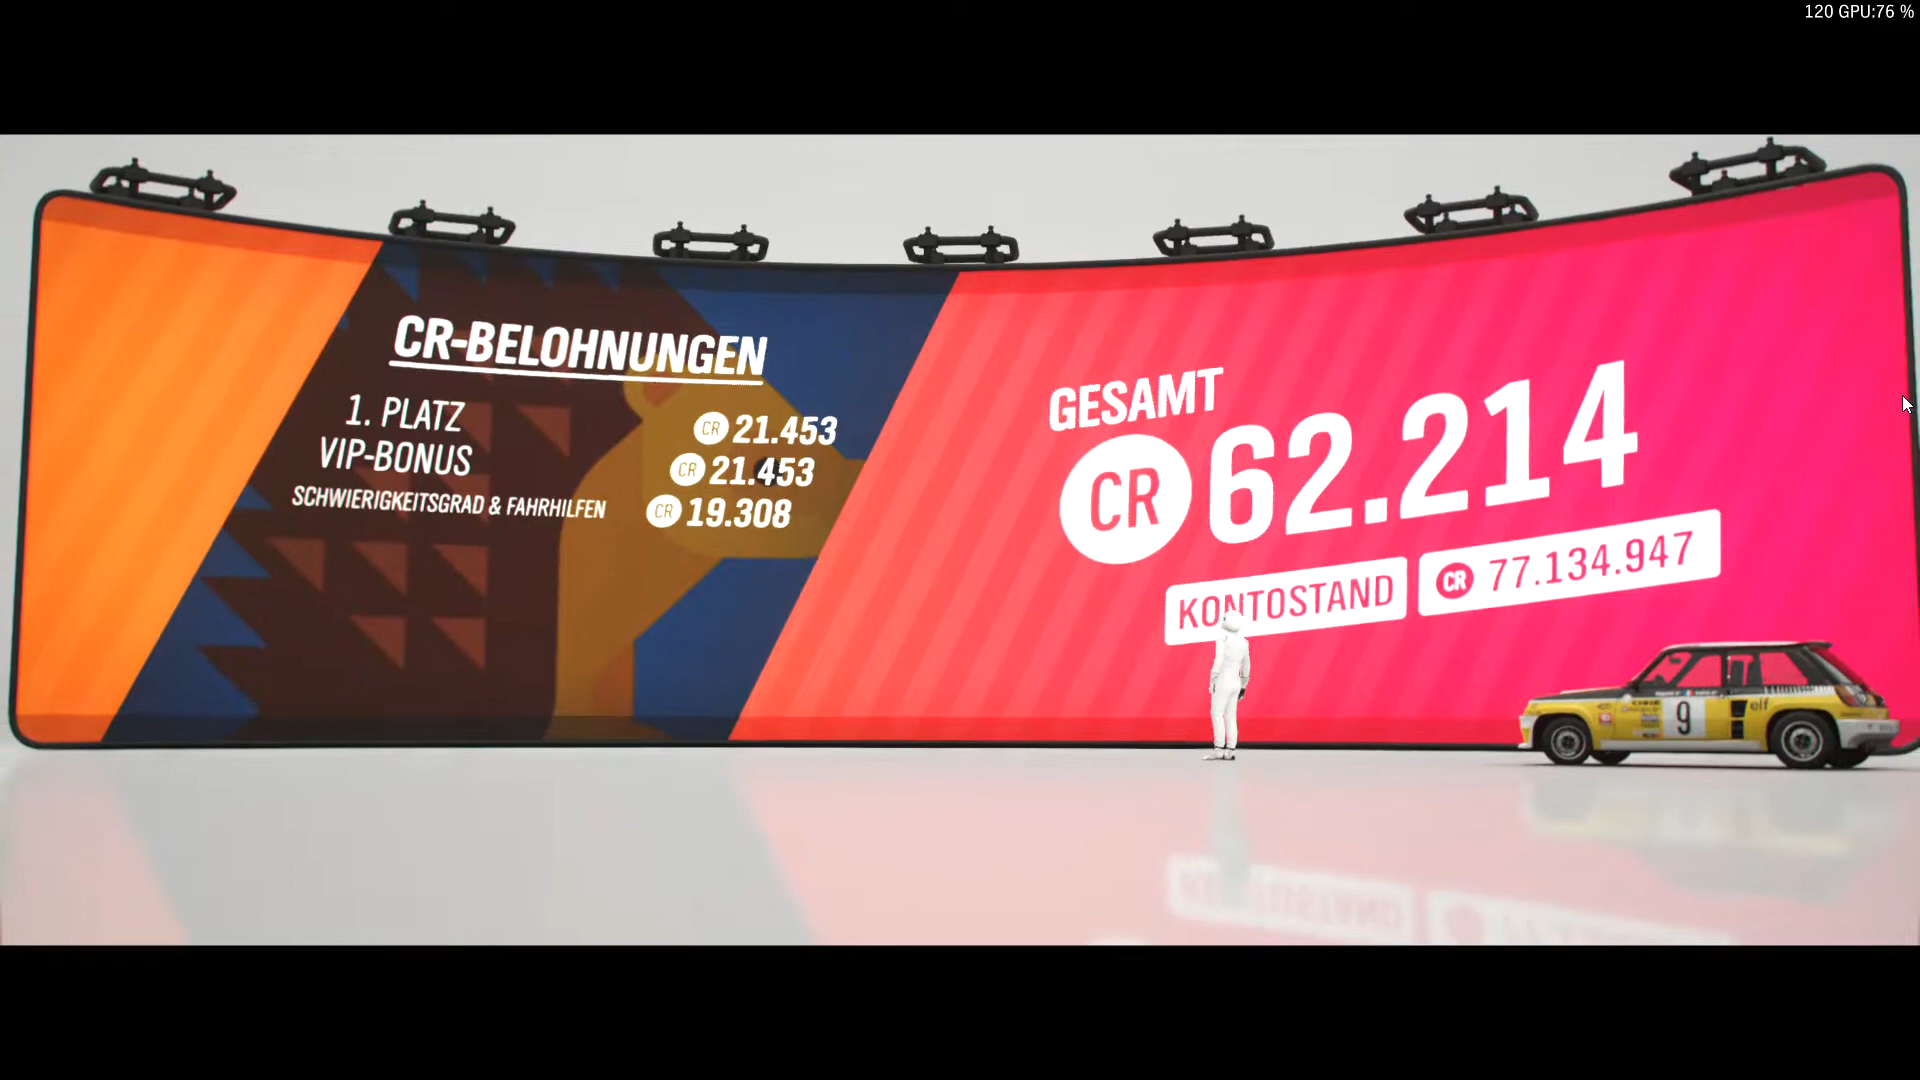 120 GPU:76 %
CR-BELOHNUNGEN
1. PLATZ CR 21.453
VIP-BONUS CR 21.453
SCHWIERIGKEITSGRAD & FAHRHILFEN CR 19.308
GESAMT
CR 62.214
KONTOSTAND CR 77.134.947
9
elf